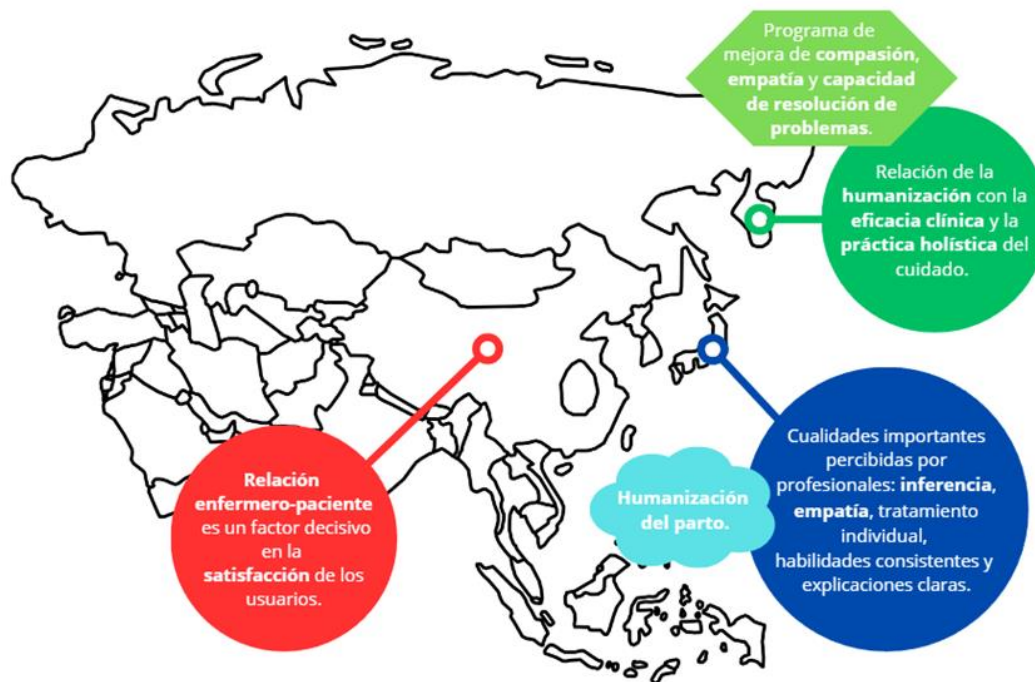 Programa de
mejora de compasión,
empatía y capacidad
de resolución de
problemas.
Relación de la
humanización con la
eficacia clínica y la
práctica holística del
cuidado.
Relación
enfermero-paciente
es un factor decisivo
en la
satisfacción de los
usuarios.
Humanización
del parto.
Cualidades importantes
percibidas por
profesionales: inferencia,
empatía, tratamiento
individual,
habilidades consistentes y
explicaciones claras.